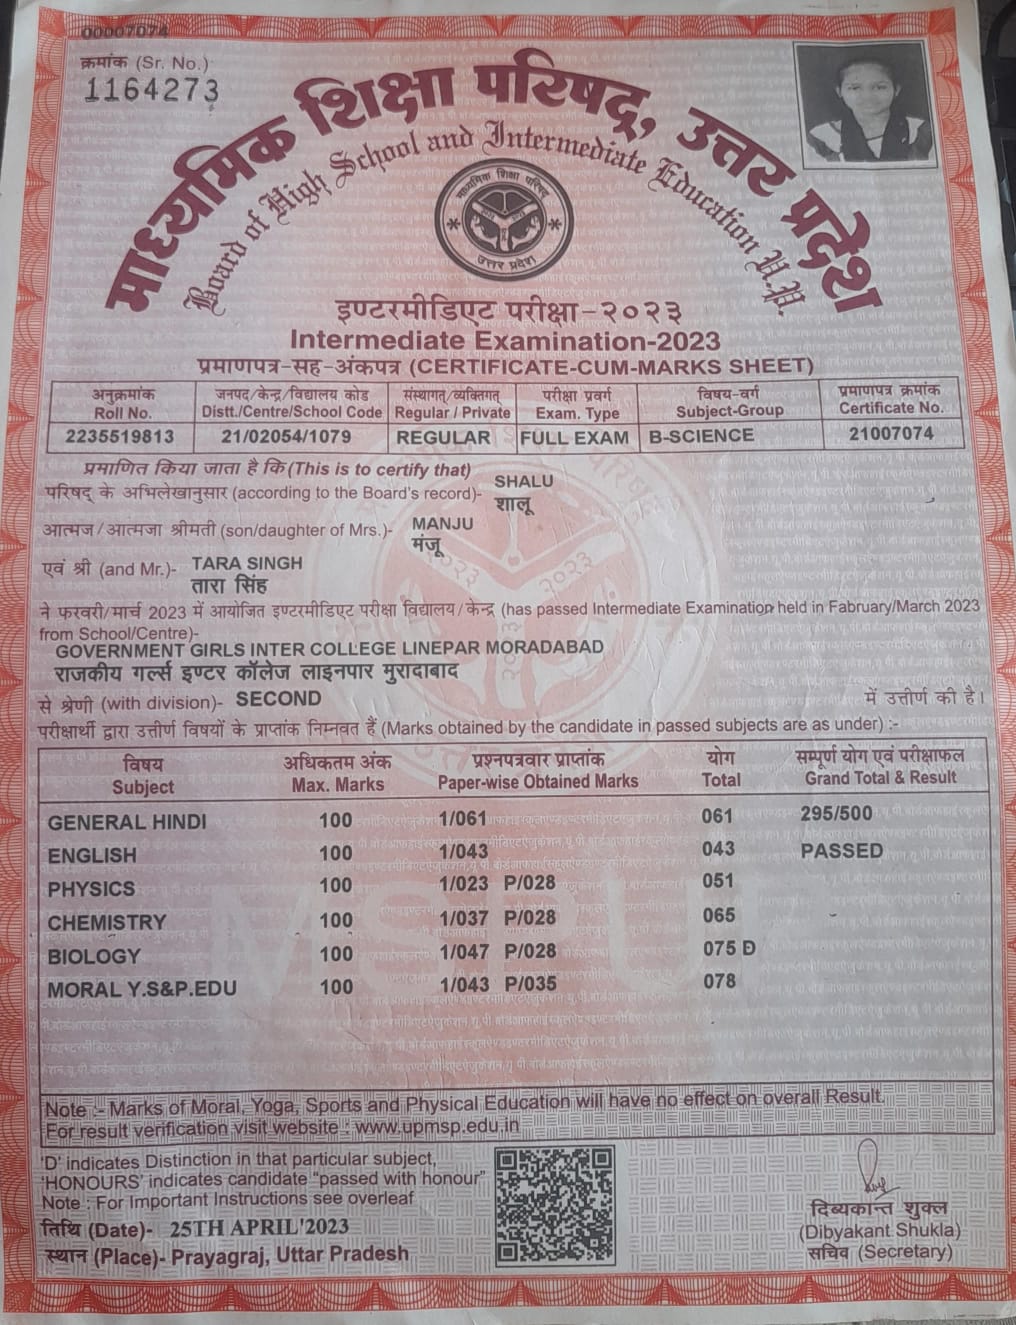 00007074
क्रमांक (Sr. No.)
1164273
माध्यमिक शिक्षा परिषद्, उत्तर प्रदेश
Board of High School and Intermediate Education U.P.
माध्यमिक शिक्षा परिषद
उत्तर प्रदेश
इण्टरमीडिएट परीक्षा-२०२३
Intermediate Examination-2023
प्रमाणपत्र-सह-अंकपत्र (CERTIFICATE-CUM-MARKS SHEET)
अनुक्रमांक जनपद/केन्द्र/विद्यालय कोड संस्थागत्/व्यक्तिगत् परीक्षा प्रवर्ग विषय-वर्ग प्रमाणपत्र क्रमांक
Roll No. Distt./Centre/School Code Regular / Private Exam. Type Subject-Group Certificate No.
2235519813 21/02054/1079 REGULAR FULL EXAM B-SCIENCE 21007074
प्रमाणित किया जाता है कि (This is to certify that)
परिषद् के अभिलेखानुसार (according to the Board's record)- SHALU
शालू
आत्मज/आत्मजा श्रीमती (son/daughter of Mrs.)- MANJU
मंजू
एवं श्री (and Mr.)- TARA SINGH
तारा सिंह
ने फरवरी/मार्च 2023 में आयोजित इण्टरमीडिएट परीक्षा विद्यालय/केन्द्र (has passed Intermediate Examination held in Fabruary/March 2023
from School/Centre)-
GOVERNMENT GIRLS INTER COLLEGE LINEPAR MORADABAD
राजकीय गर्ल्स इण्टर कॉलेज लाइनपार मुरादाबाद
से श्रेणी (with division)- SECOND में उत्तीर्ण की है।
परीक्षार्थी द्वारा उत्तीर्ण विषयों के प्राप्तांक निम्नवत हैं (Marks obtained by the candidate in passed subjects are as under) :-
विषय अधिकतम अंक प्रश्नपत्रवार प्राप्तांक योग सम्पूर्ण योग एवं परीक्षाफल
Subject Max. Marks Paper-wise Obtained Marks Total Grand Total & Result
GENERAL HINDI 100 1/061 061 295/500
ENGLISH 100 1/043 043 PASSED
PHYSICS 100 1/023 P/028 051
CHEMISTRY 100 1/037 P/028 065
BIOLOGY 100 1/047 P/028 075 D
MORAL Y.S&P.EDU 100 1/043 P/035 078
Note :- Marks of Moral, Yoga, Sports and Physical Education will have no effect on overall Result.
For result verification visit website : www.upmsp.edu.in
'D' indicates Distinction in that particular subject,
'HONOURS' indicates candidate "passed with honour"
Note : For Important Instructions see overleaf
तिथि (Date)- 25TH APRIL'2023
स्थान (Place)- Prayagraj, Uttar Pradesh
दिब्यकान्त शुक्ल
(Dibyakant Shukla)
सचिव (Secretary)